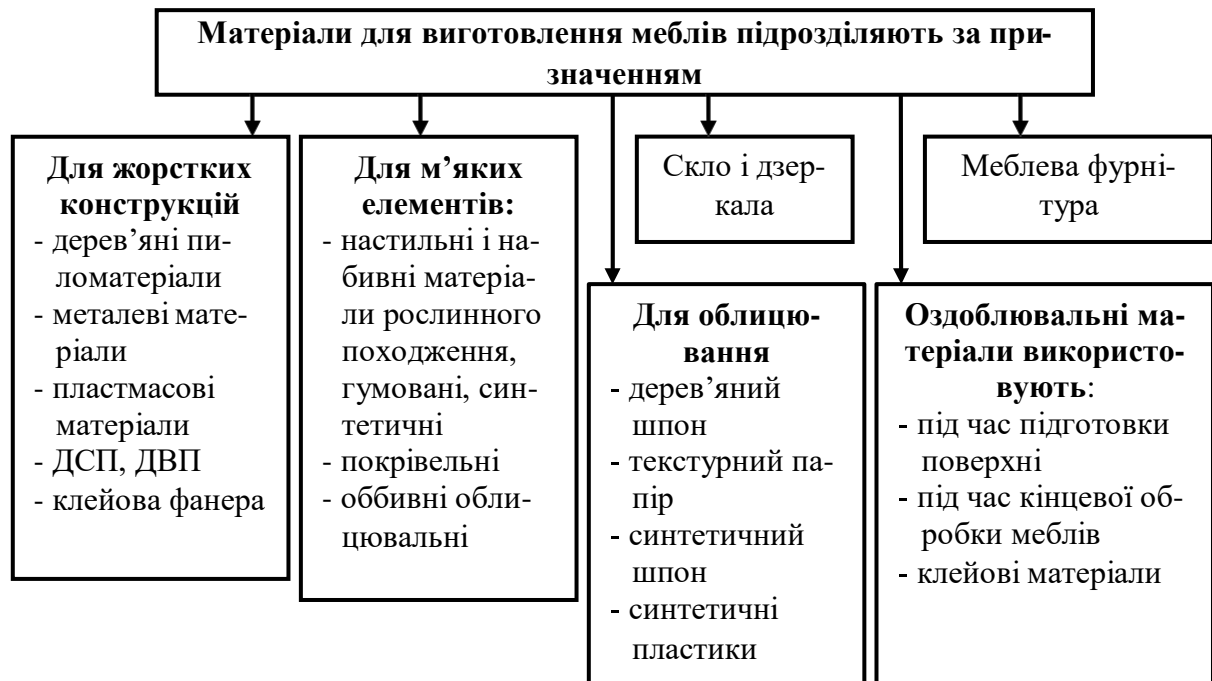 Матеріали для виготовлення меблів підрозділяють за при-
значенням
Для жорстких
конструкцій
- дерев’яні пи-
ломатеріали
- металеві мате-
ріали
- пластмасові
матеріали
- ДСП, ДВП
- клейова фанера
Для м’яких
елементів:
- настильні і на-
бивні матеріа-
ли рослинного
походження,
гумовані, син-
тетичні
- покрівельні
- оббивні обли-
цювальні
Скло і дзер-
кала
Меблева фурні-
тура
Для облицю-
вання
- дерев’яний
шпон
- текстурний па-
пір
- синтетичний
шпон
- синтетичні
пластики
Оздоблювальні ма-
теріали використо-
вують:
- під час підготовки
поверхні
- під час кінцевої об-
робки меблів
- клейові матеріали